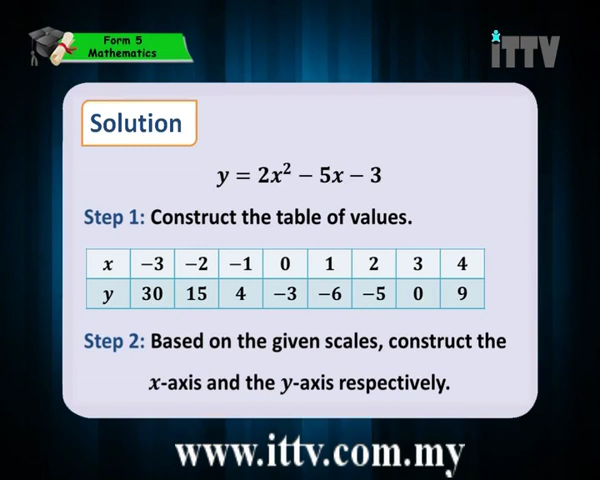 Form 5
Mathematics
iTTV
Solution
y = 2x² − 5x − 3
Step 1: Construct the table of values.
x −3 −2 −1 0 1 2 3 4
y 30 15 4 −3 −6 −5 0 9
Step 2: Based on the given scales, construct the
x-axis and the y-axis respectively.
www.ittv.com.my